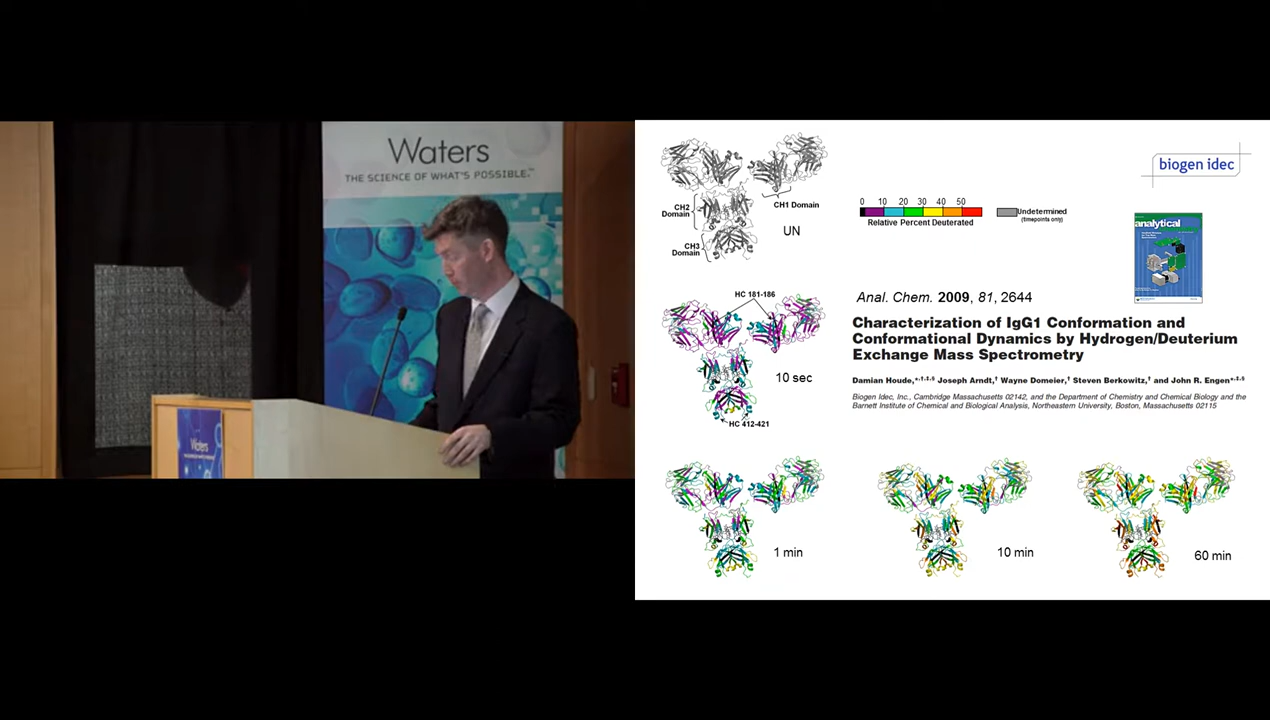 Waters
THE SCIENCE OF WHAT'S POSSIBLE.™
Waters
CH2
Domain
CH1 Domain
CH3
Domain
UN
0 10 20 30 40 50
Relative Percent Deuterated
Undetermined
(timepoints only)
biogen idec
analytical
HC 181-186
10 sec
HC 412-421
Anal. Chem. 2009, 81, 2644
Characterization of IgG1 Conformation and
Conformational Dynamics by Hydrogen/Deuterium
Exchange Mass Spectrometry
Damian Houde,*,†,‡,§ Joseph Arndt,† Wayne Domeier,† Steven Berkowitz,† and John R. Engen*,‡,§
Biogen Idec, Inc., Cambridge Massachusetts 02142, and the Department of Chemistry and Chemical Biology and the
Barnett Institute of Chemical and Biological Analysis, Northeastern University, Boston, Massachusetts 02115
1 min
10 min
60 min